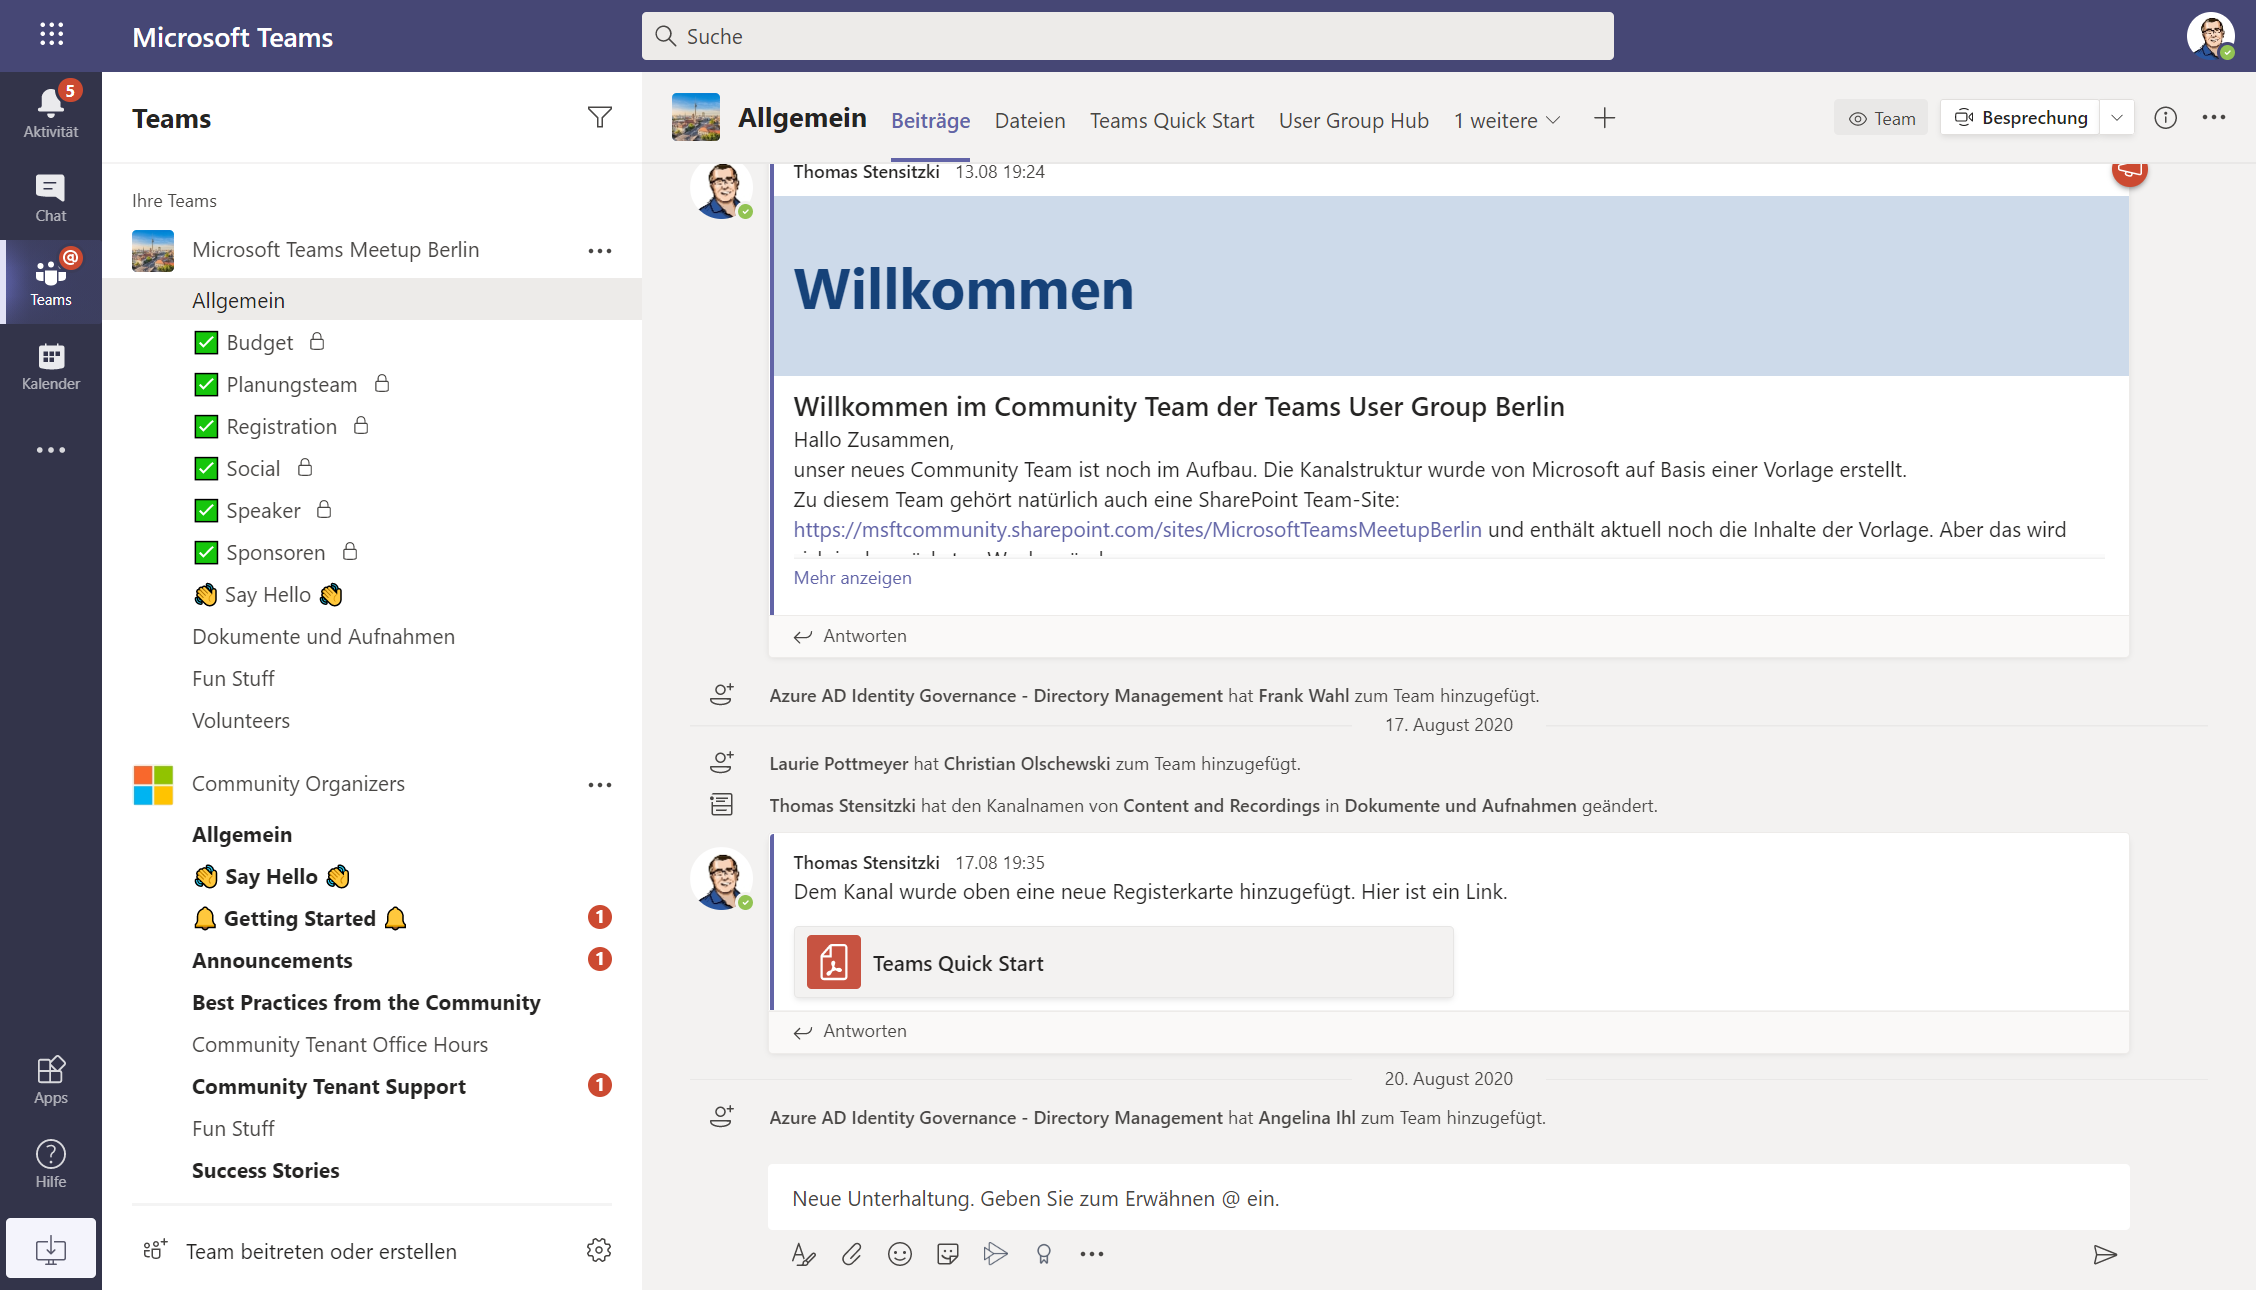 Microsoft Teams
Suche
5
Aktivität
Chat
@
Teams
Kalender
Apps
Hilfe
Teams
Ihre Teams
Microsoft Teams Meetup Berlin
Allgemein
Budget
Planungsteam
Registration
Social
Speaker
Sponsoren
Say Hello
Dokumente und Aufnahmen
Fun Stuff
Volunteers
Community Organizers
Allgemein
Say Hello
Getting Started 1
Announcements 1
Best Practices from the Community
Community Tenant Office Hours
Community Tenant Support 1
Fun Stuff
Success Stories
Team beitreten oder erstellen
Allgemein Beiträge Dateien Teams Quick Start User Group Hub 1 weitere
Team Besprechung
Thomas Stensitzki 13.08 19:24
Willkommen
Willkommen im Community Team der Teams User Group Berlin
Hallo Zusammen,
unser neues Community Team ist noch im Aufbau. Die Kanalstruktur wurde von Microsoft auf Basis einer Vorlage erstellt.
Zu diesem Team gehört natürlich auch eine SharePoint Team-Site:
https://msftcommunity.sharepoint.com/sites/MicrosoftTeamsMeetupBerlin und enthält aktuell noch die Inhalte der Vorlage. Aber das wird
Mehr anzeigen
Antworten
Azure AD Identity Governance - Directory Management hat Frank Wahl zum Team hinzugefügt.
17. August 2020
Laurie Pottmeyer hat Christian Olschewski zum Team hinzugefügt.
Thomas Stensitzki hat den Kanalnamen von Content and Recordings in Dokumente und Aufnahmen geändert.
Thomas Stensitzki 17.08 19:35
Dem Kanal wurde oben eine neue Registerkarte hinzugefügt. Hier ist ein Link.
Teams Quick Start
Antworten
20. August 2020
Azure AD Identity Governance - Directory Management hat Angelina Ihl zum Team hinzugefügt.
Neue Unterhaltung. Geben Sie zum Erwähnen @ ein.